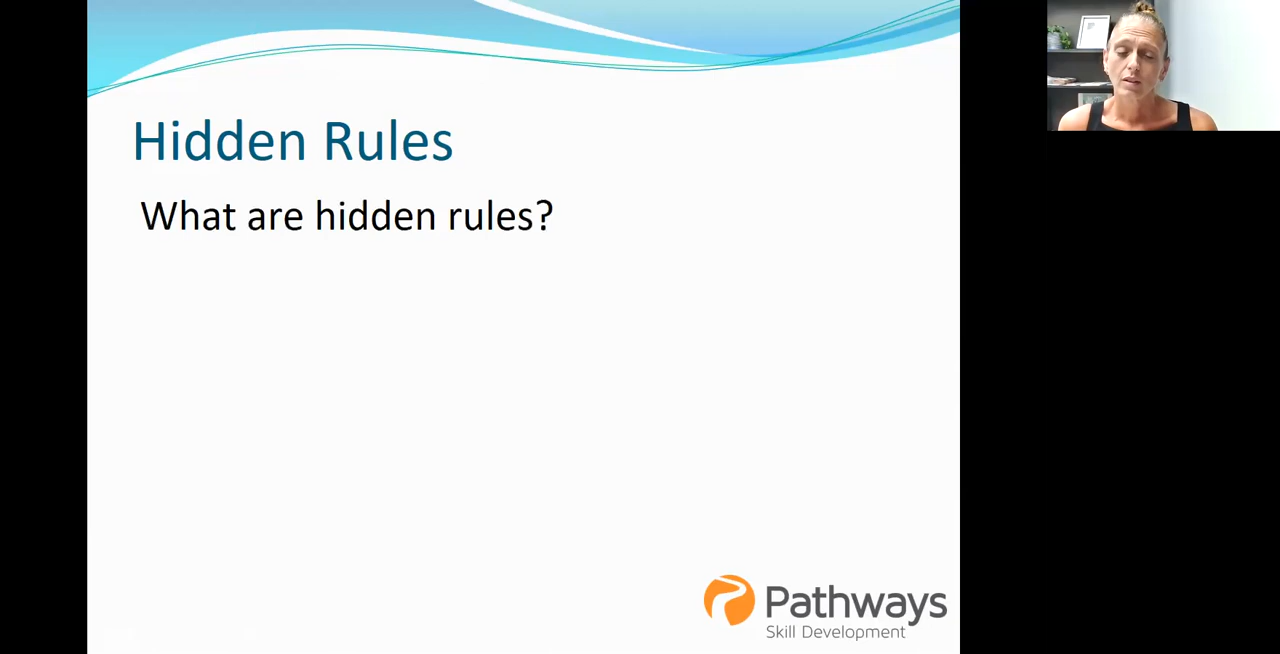 Hidden Rules
What are hidden rules?
Pathways
Skill Development